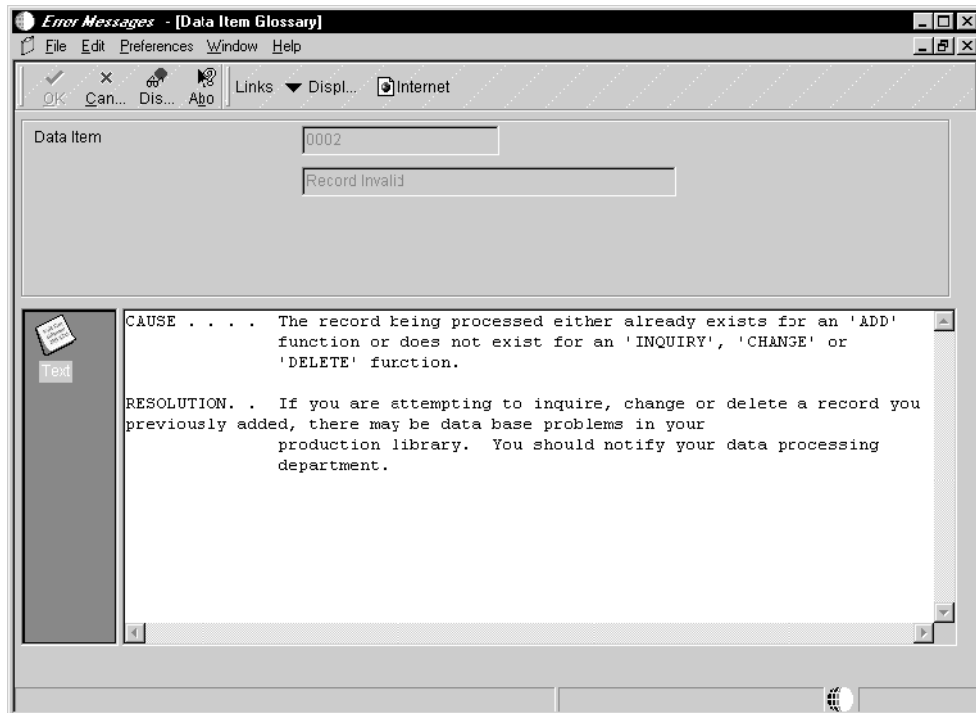 Error Messages - [Data Item Glossary]
File Edit Preferences Window Help
OK Can... Dis... Abo Links Displ... Internet
Data Item 0002
Record Invalid
CAUSE . . . . The record being processed either already exists for an 'ADD'
function or does not exist for an 'INQUIRY', 'CHANGE' or
'DELETE' function.
Text
RESOLUTION. . If you are attempting to inquire, change or delete a record you
previously added, there may be data base problems in your
production library. You should notify your data processing
department.